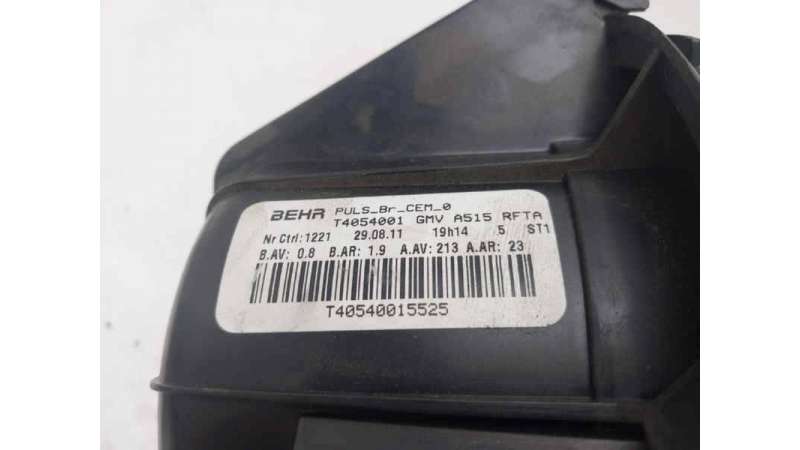 BEHR PULS_Br_CEM_0
T4054001 GMV A515 RFTA
Nr Ctrl:1221 29.08.11 19h14 5 ST1
B.AV: 0.8 B.AR: 1.9 A.AV: 213 A.AR: 23
T40540015525